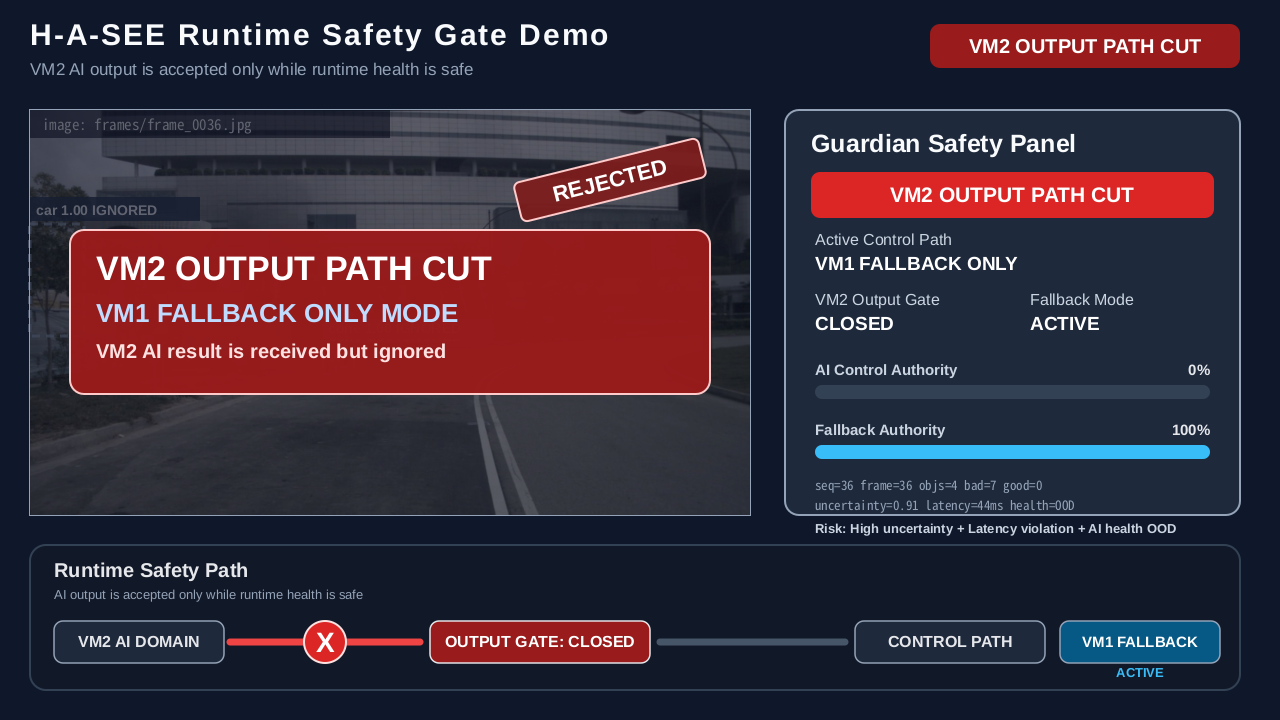 H-A-SEE Runtime Safety Gate Demo
VM2 AI output is accepted only while runtime health is safe
VM2 OUTPUT PATH CUT
image: frames/frame_0036.jpg
REJECTED
car 1.00 IGNORED
VM2 OUTPUT PATH CUT
VM1 FALLBACK ONLY MODE
VM2 AI result is received but ignored
Guardian Safety Panel
VM2 OUTPUT PATH CUT
Active Control Path
VM1 FALLBACK ONLY
VM2 Output Gate
CLOSED
Fallback Mode
ACTIVE
AI Control Authority 0%
Fallback Authority 100%
seq=36 frame=36 objs=4 bad=7 good=0
uncertainty=0.91 latency=44ms health=OOD
Risk: High uncertainty + Latency violation + AI health OOD
Runtime Safety Path
AI output is accepted only while runtime health is safe
VM2 AI DOMAIN
X
OUTPUT GATE: CLOSED
CONTROL PATH
VM1 FALLBACK
ACTIVE